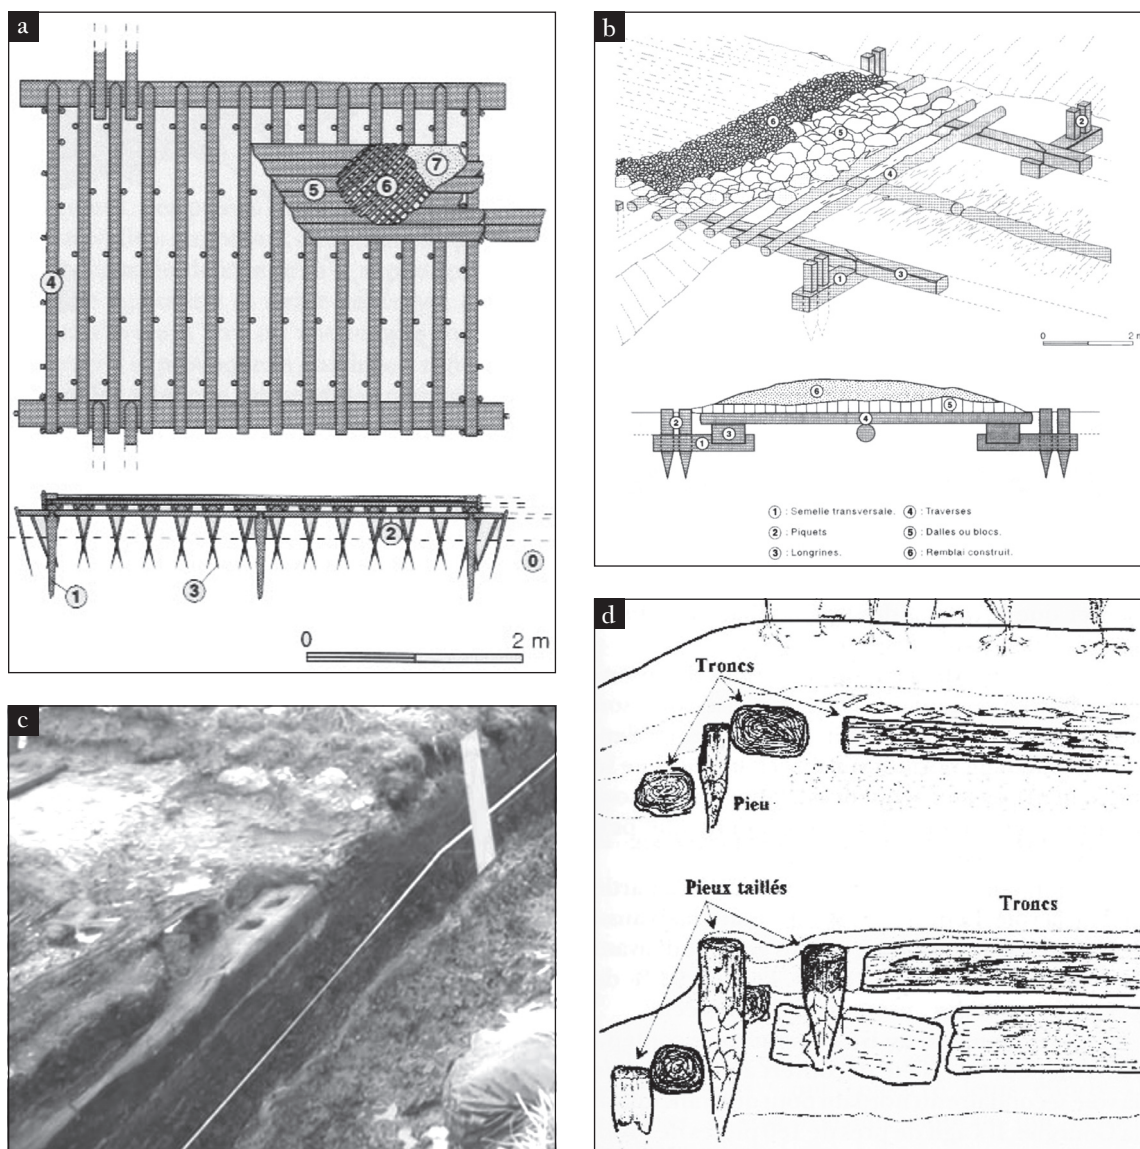 a
7
5
6
4
2
0
1
3
0 2 m
b
6
5
2
4
1
3
0 2 m
6
5
2
4
3
1
1 : Semelle transversale. 4 : Traverses
2 : Piquets 5 : Dalles ou blocs.
3 : Longrines. 6 : Remblai construit.
c
d
Troncs
Pieu
Pieux taillés
Troncs